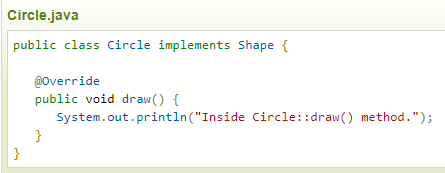 Circle.java
public class Circle implements Shape {
@Override
public void draw() {
System.out.println("Inside Circle::draw() method.");
}
}